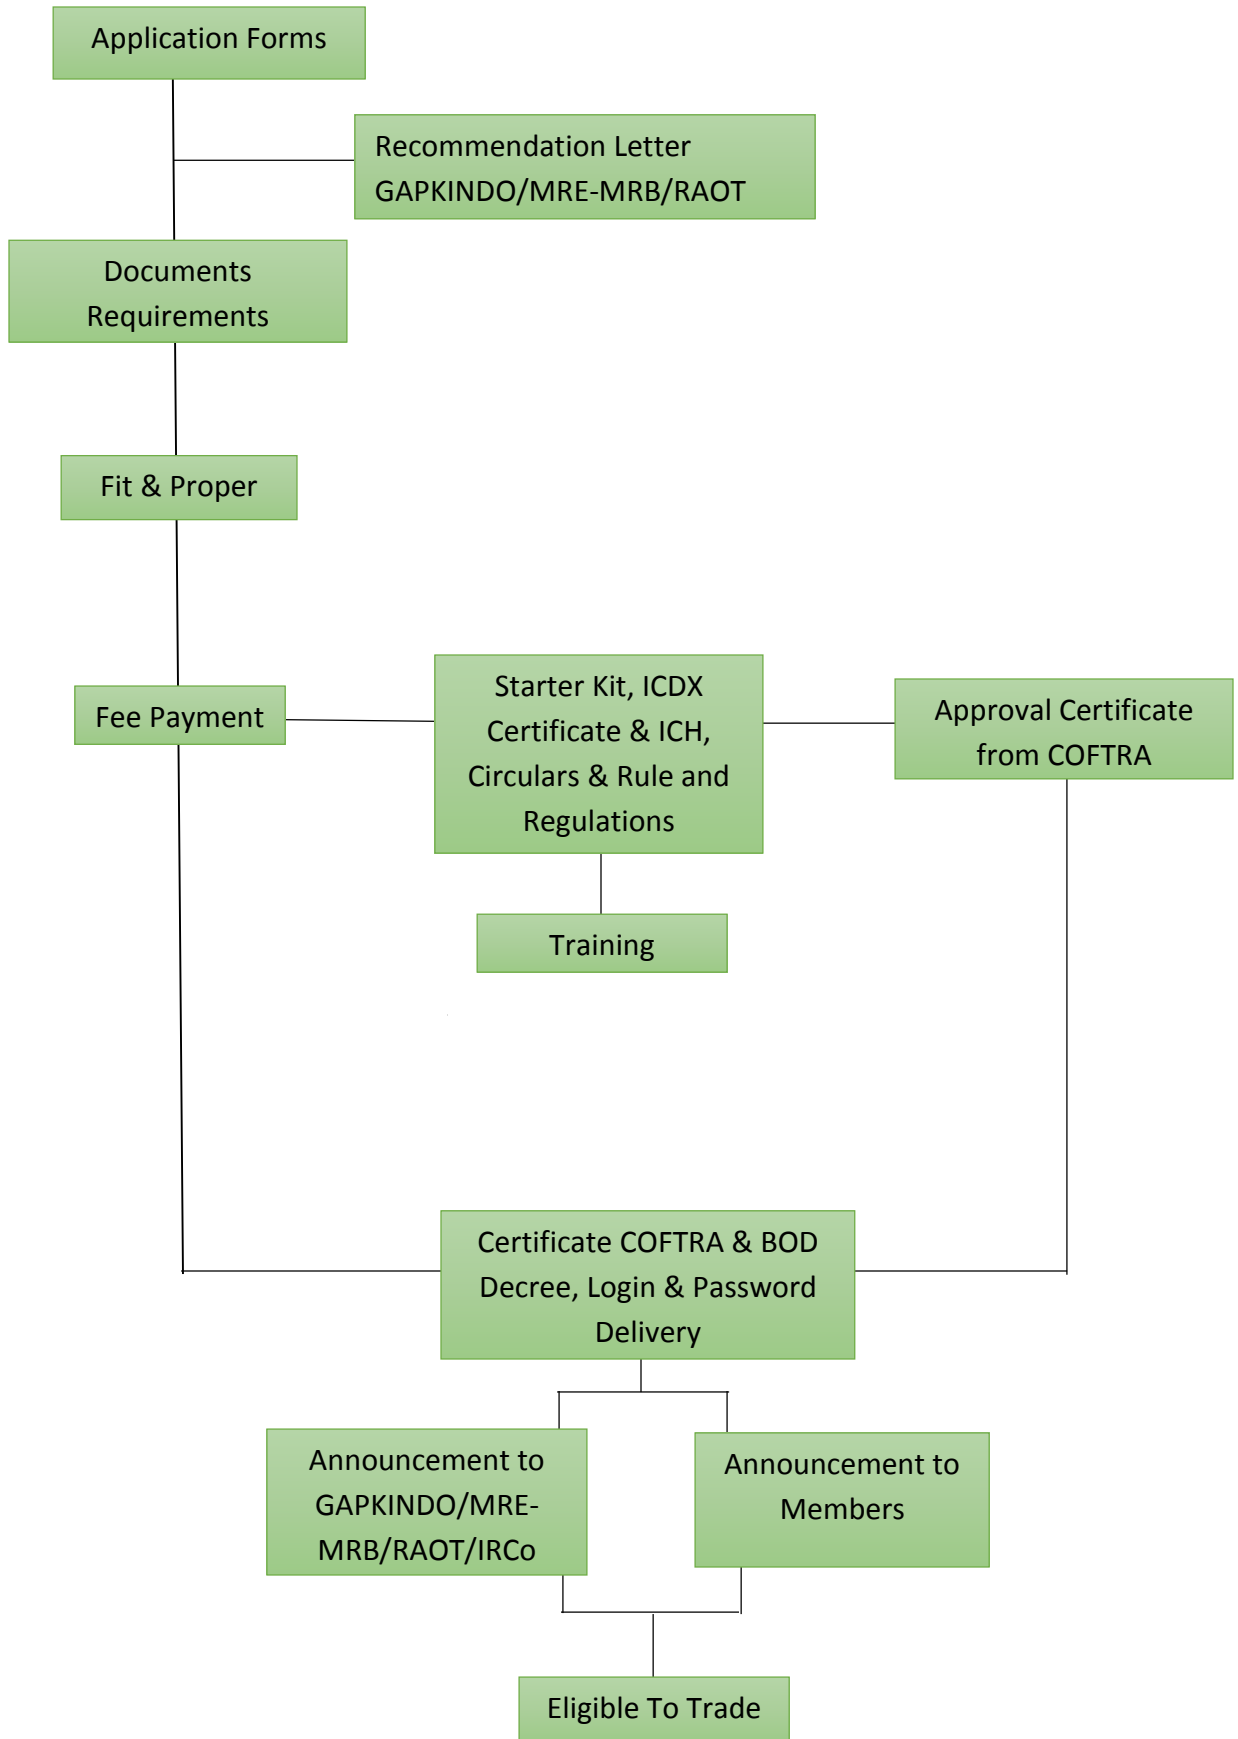 Application Forms
Recommendation Letter
GAPKINDO/MRE-MRB/RAOT
Documents
Requirements
Fit & Proper
Fee Payment
Starter Kit, ICDX
Certificate & ICH,
Circulars & Rule and
Regulations
Approval Certificate
from COFTRA
Training
Certificate COFTRA & BOD
Decree, Login & Password
Delivery
Announcement to
GAPKINDO/MRE-
MRB/RAOT/IRCo
Announcement to
Members
Eligible To Trade